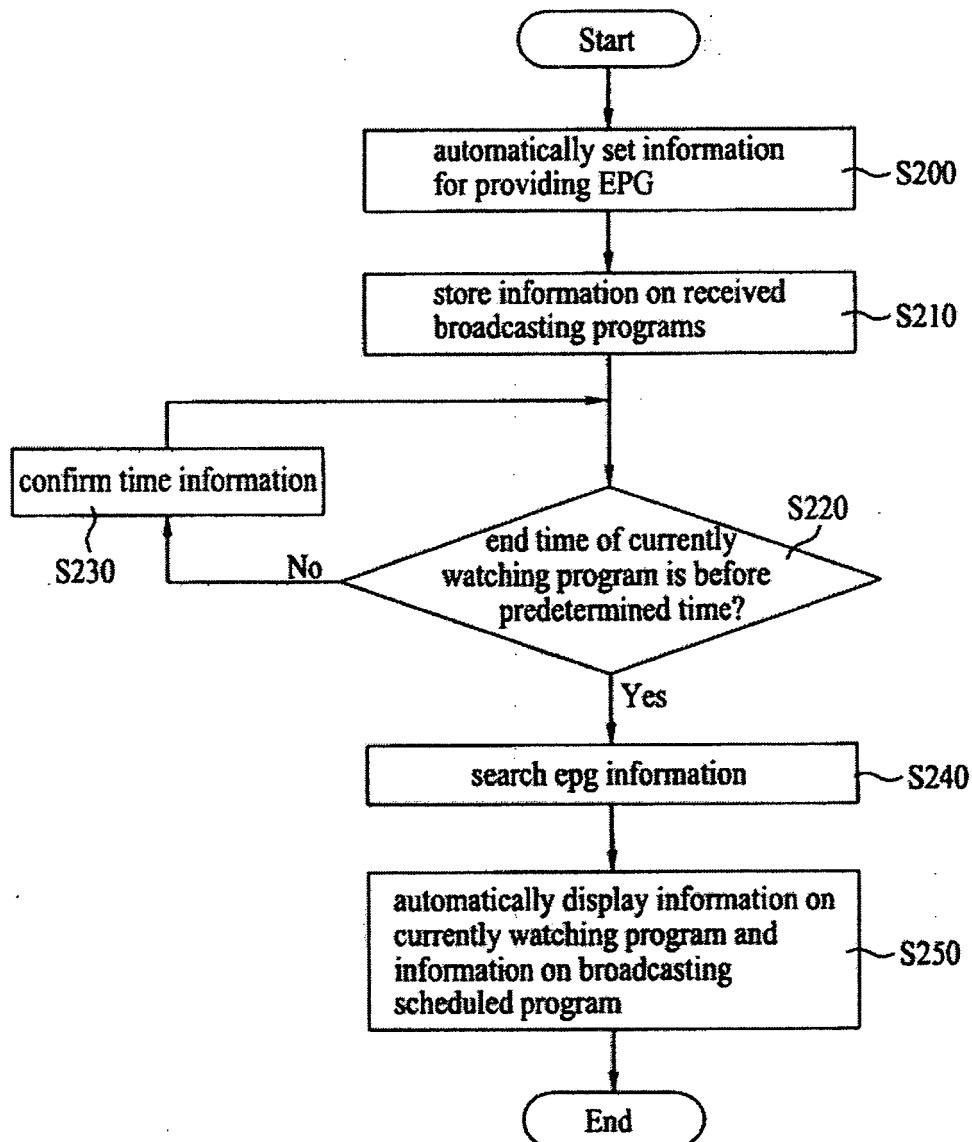 Start
automatically set information
for providing EPG
S200
store information on received
broadcasting programs
S210
confirm time information
S230
No
S220
end time of currently
watching program is before
predetermined time?
Yes
search epg information
S240
automatically display information on
currently watching program and
information on broadcasting
scheduled program
S250
End